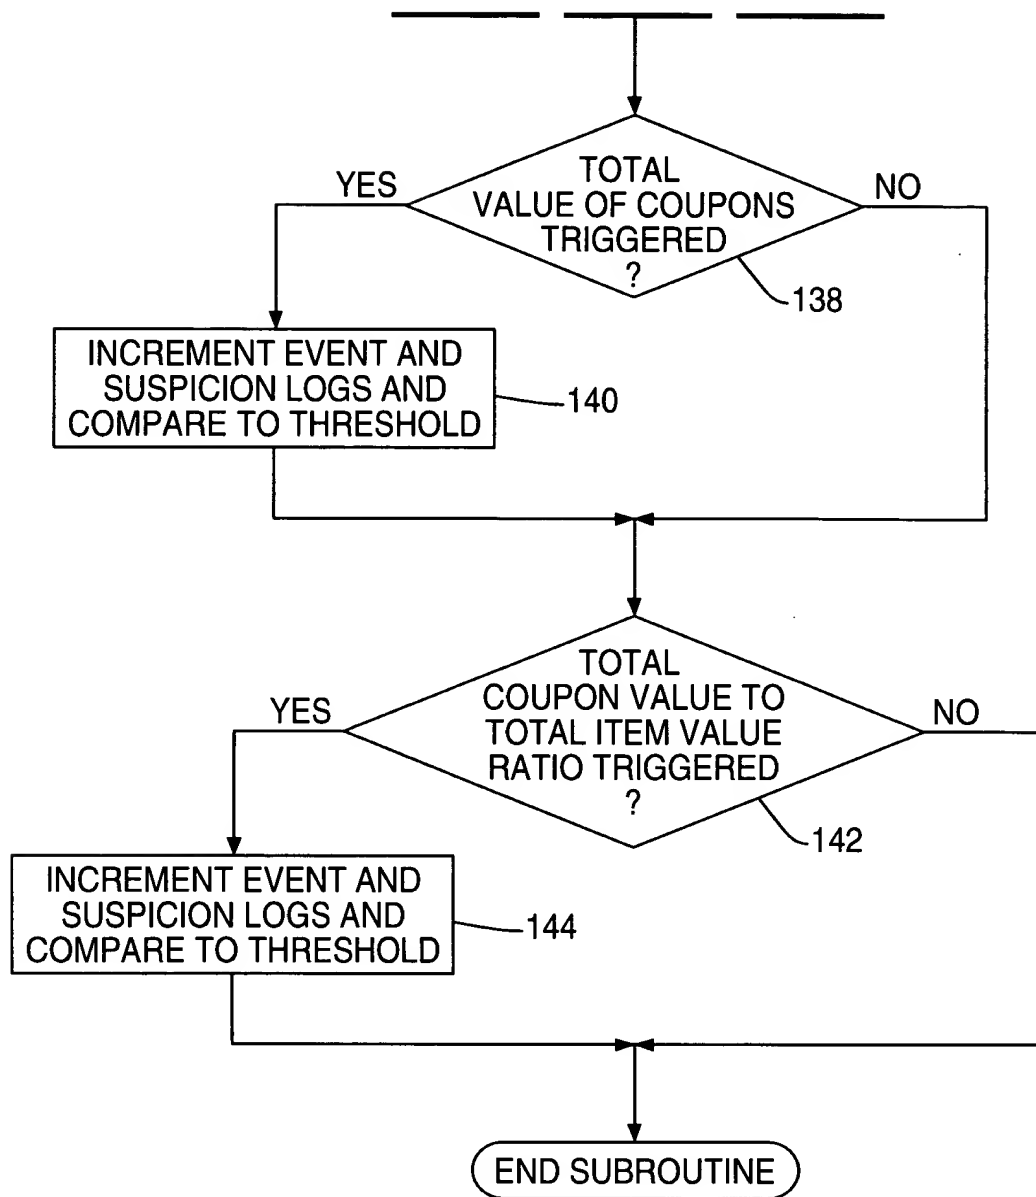 TOTAL
VALUE OF COUPONS
TRIGGERED
?
YES
NO
138
INCREMENT EVENT AND
SUSPICION LOGS AND
COMPARE TO THRESHOLD
140
TOTAL
COUPON VALUE TO
TOTAL ITEM VALUE
RATIO TRIGGERED
?
YES
NO
142
INCREMENT EVENT AND
SUSPICION LOGS AND
COMPARE TO THRESHOLD
144
END SUBROUTINE